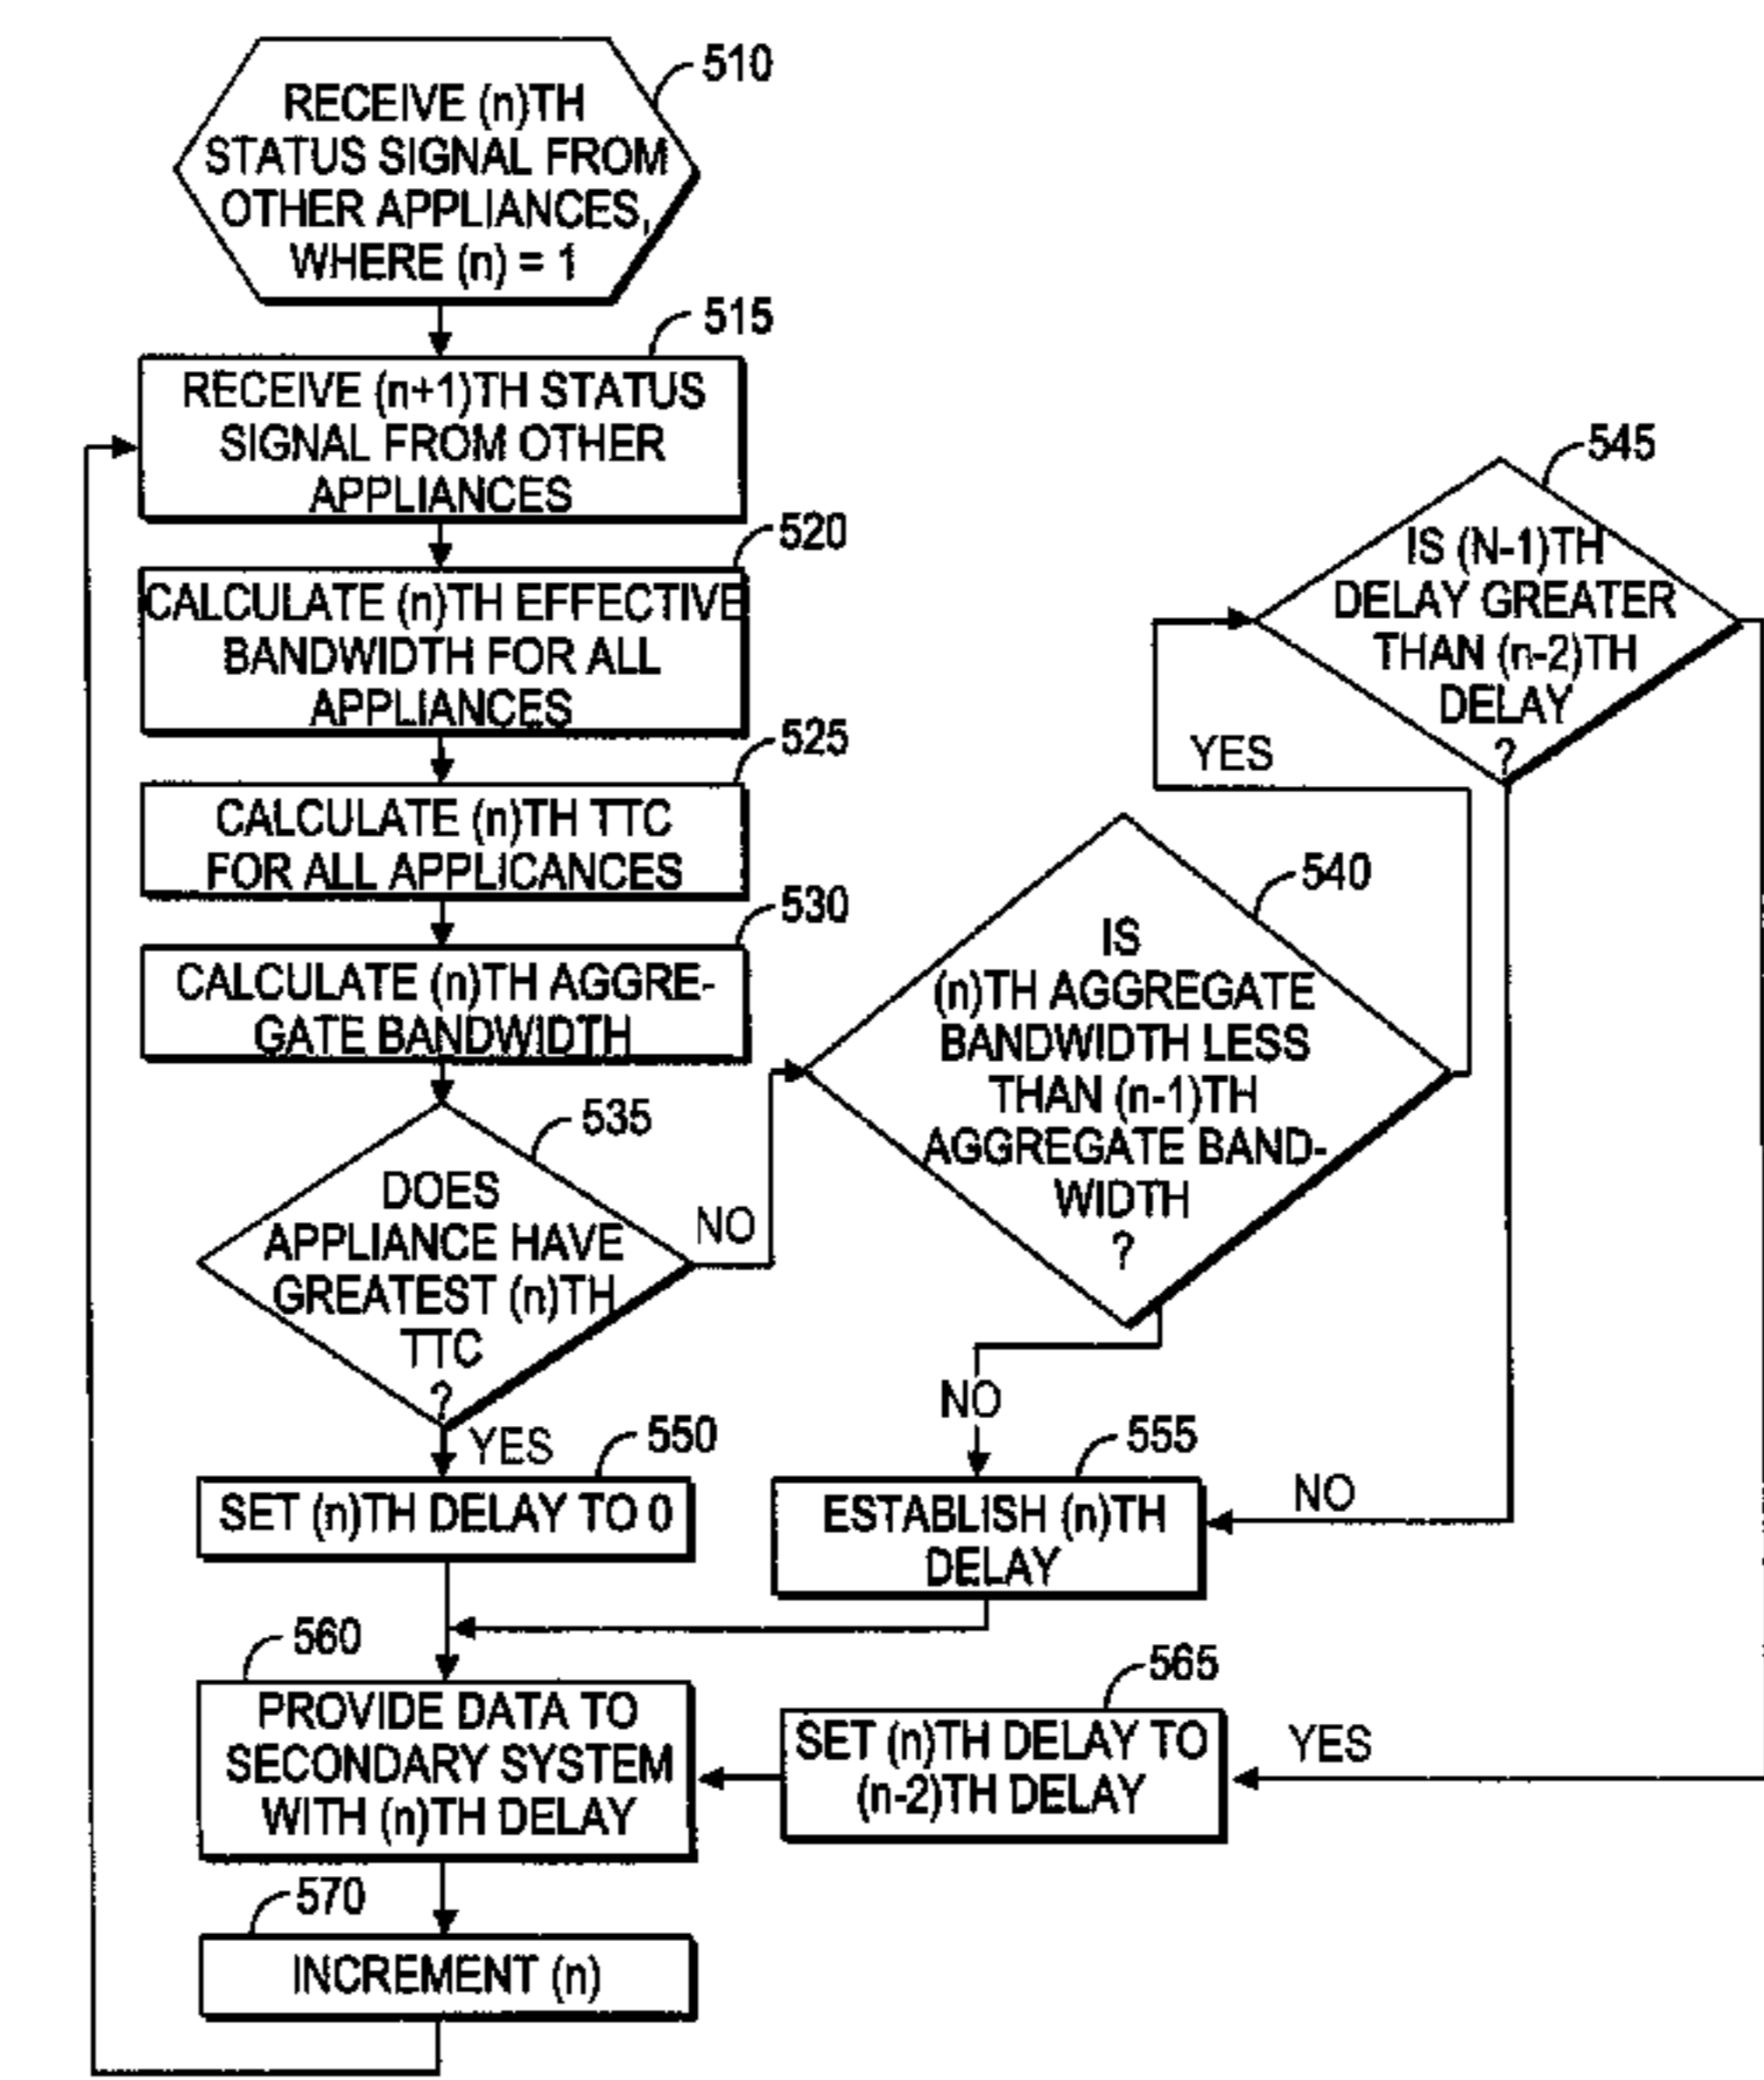 510
RECEIVE (n)TH
STATUS SIGNAL FROM
OTHER APPLIANCES,
WHERE (n) = 1
515
RECEIVE (n+1)TH STATUS
SIGNAL FROM OTHER
APPLIANCES
520
CALCULATE (n)TH EFFECTIVE
BANDWIDTH FOR ALL
APPLIANCES
525
CALCULATE (n)TH TTC
FOR ALL APPLICANCES
530
CALCULATE (n)TH AGGRE-
GATE BANDWIDTH
535
DOES
APPLIANCE HAVE
GREATEST (n)TH
TTC
?
NO
YES
540
IS
(n)TH AGGREGATE
BANDWIDTH LESS
THAN (n-1)TH
AGGREGATE BAND-
WIDTH
?
YES
NO
545
IS (N-1)TH
DELAY GREATER
THAN (n-2)TH
DELAY
?
NO
YES
550
SET (n)TH DELAY TO 0
555
ESTABLISH (n)TH
DELAY
560
PROVIDE DATA TO
SECONDARY SYSTEM
WITH (n)TH DELAY
565
SET (n)TH DELAY TO
(n-2)TH DELAY
570
INCREMENT (n)